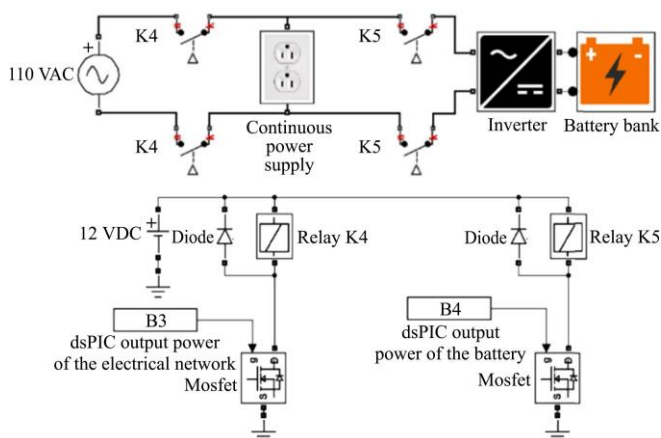 K4
K5
+
110 VAC
+ -
K4
Continuous
power
supply
K5
Inverter
Battery bank
+
12 VDC
Diode
Relay K4
Diode
Relay K5
B3
dsPIC output power
of the electrical network
Mosfet
g
D
S
B4
dsPIC output
power of the battery
Mosfet
g
D
S